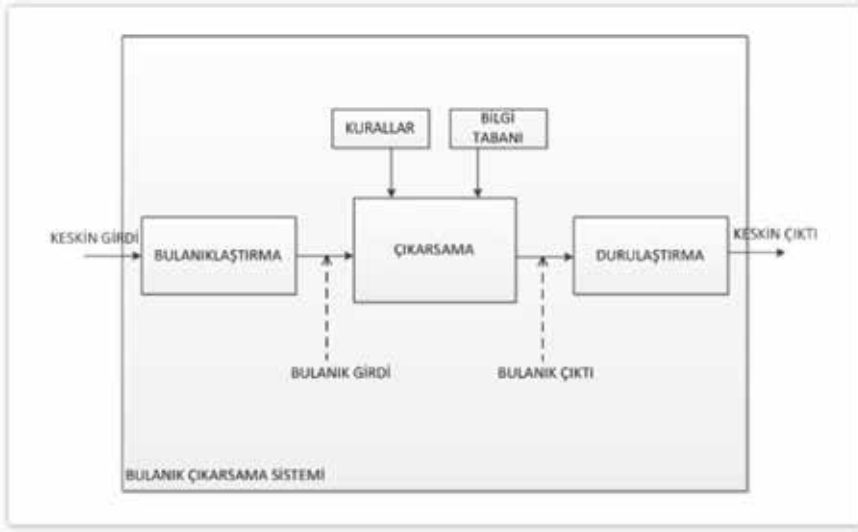 KURALLAR
BİLGİ
TABANI
KESKİN GİRDİ
BULANIKLAŞTIRMA
ÇIKARSAMA
DURULAŞTIRMA
KESKİN ÇIKTI
BULANIK GİRDİ
BULANIK ÇIKTI
BULANIK ÇIKARSAMA SİSTEMİ